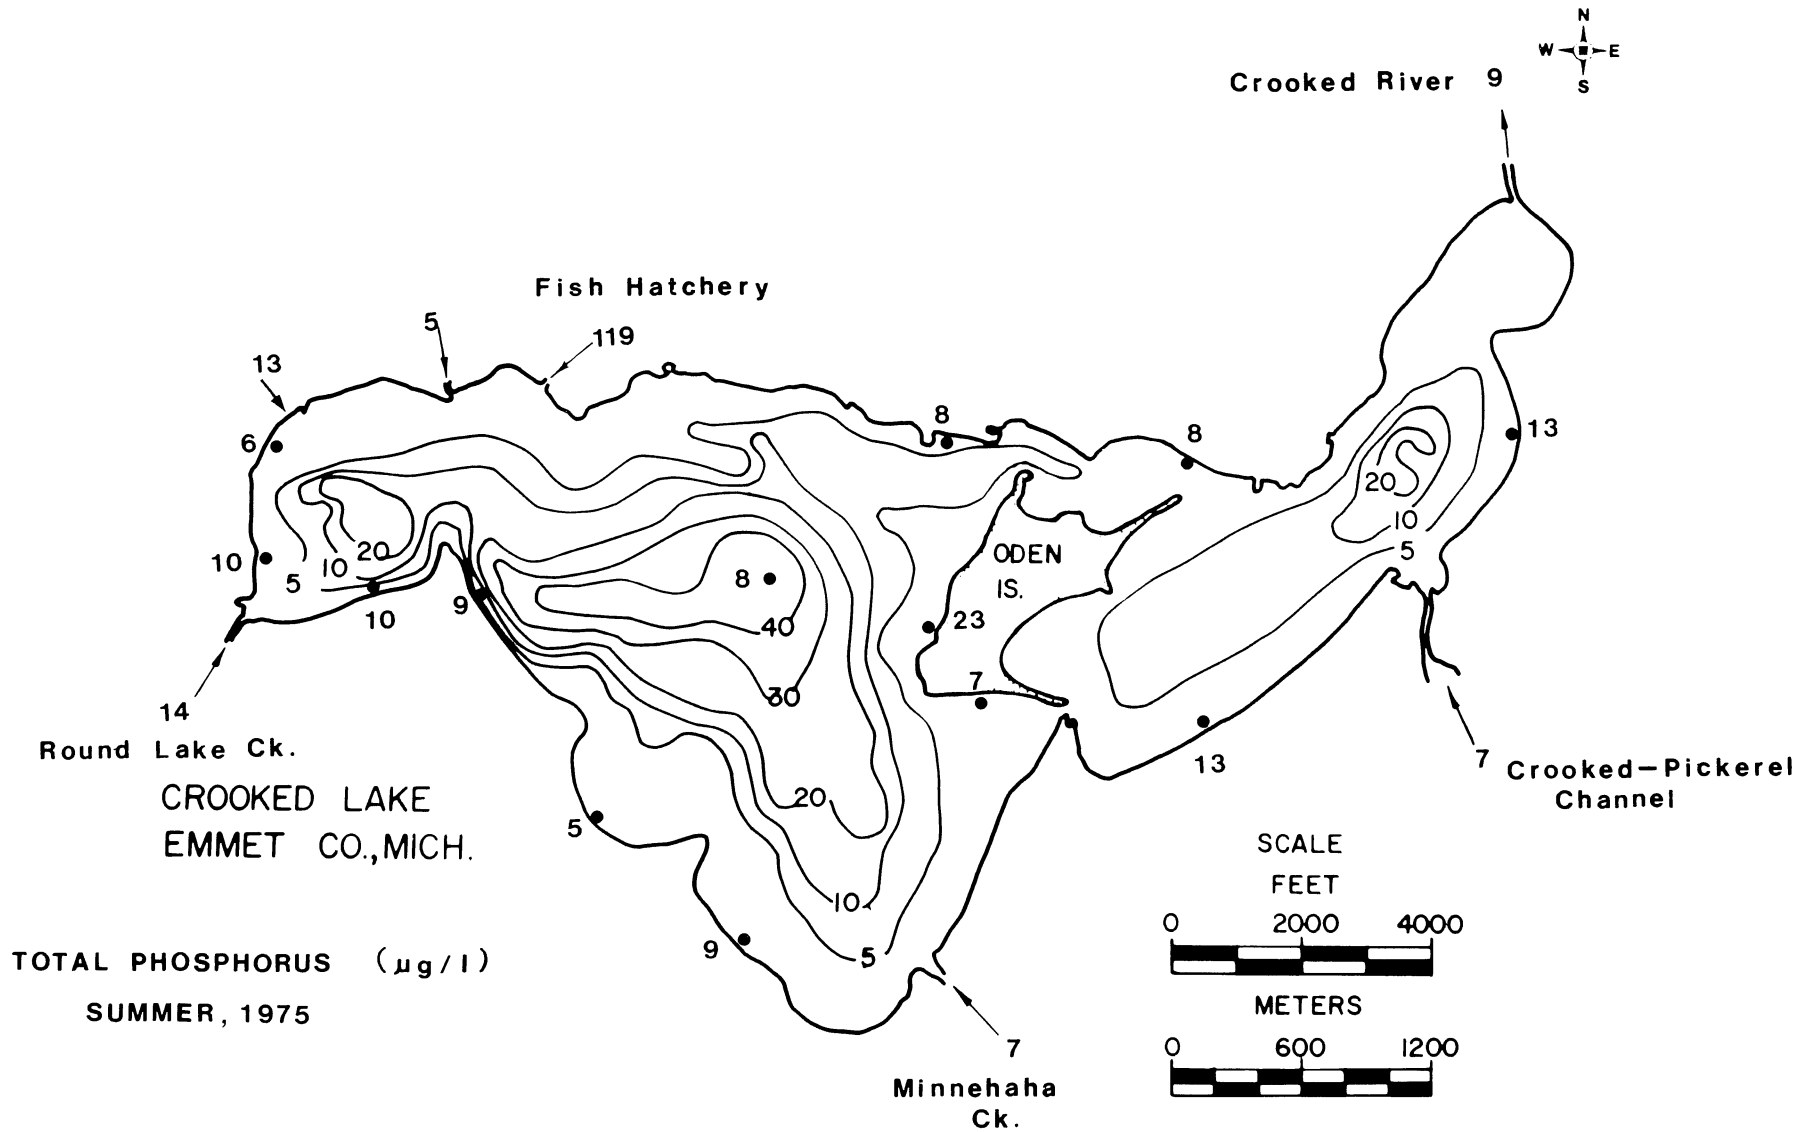 N
W E
S
Crooked River 9
Fish Hatchery
5
119
13
8
8
13
6
20
10
5
ODEN
IS.
10
20
10
5
8
9
10
40
23
7
30
14
Round Lake Ck.
CROOKED LAKE
EMMET CO., MICH.
20
5
13
7 Crooked-Pickerel
Channel
10
9
5
TOTAL PHOSPHORUS (µg/l)
SUMMER, 1975
7
Minnehaha
Ck.
SCALE
FEET
0 2000 4000
METERS
0 600 1200